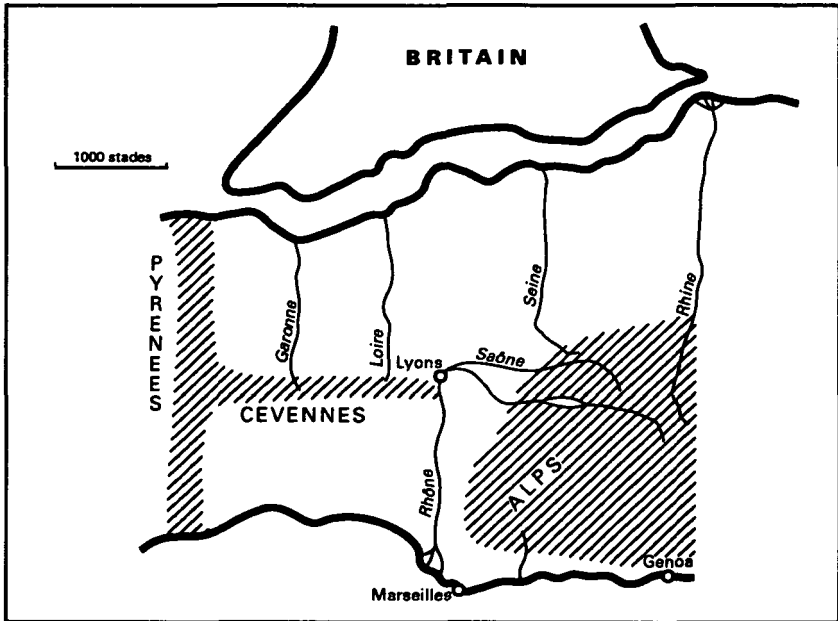 BRITAIN
1000 stades
PYRENEES
Garonne
Loire
Seine
Rhine
Lyons
Saône
CEVENNES
Rhône
ALPS
Genoa
Marseilles